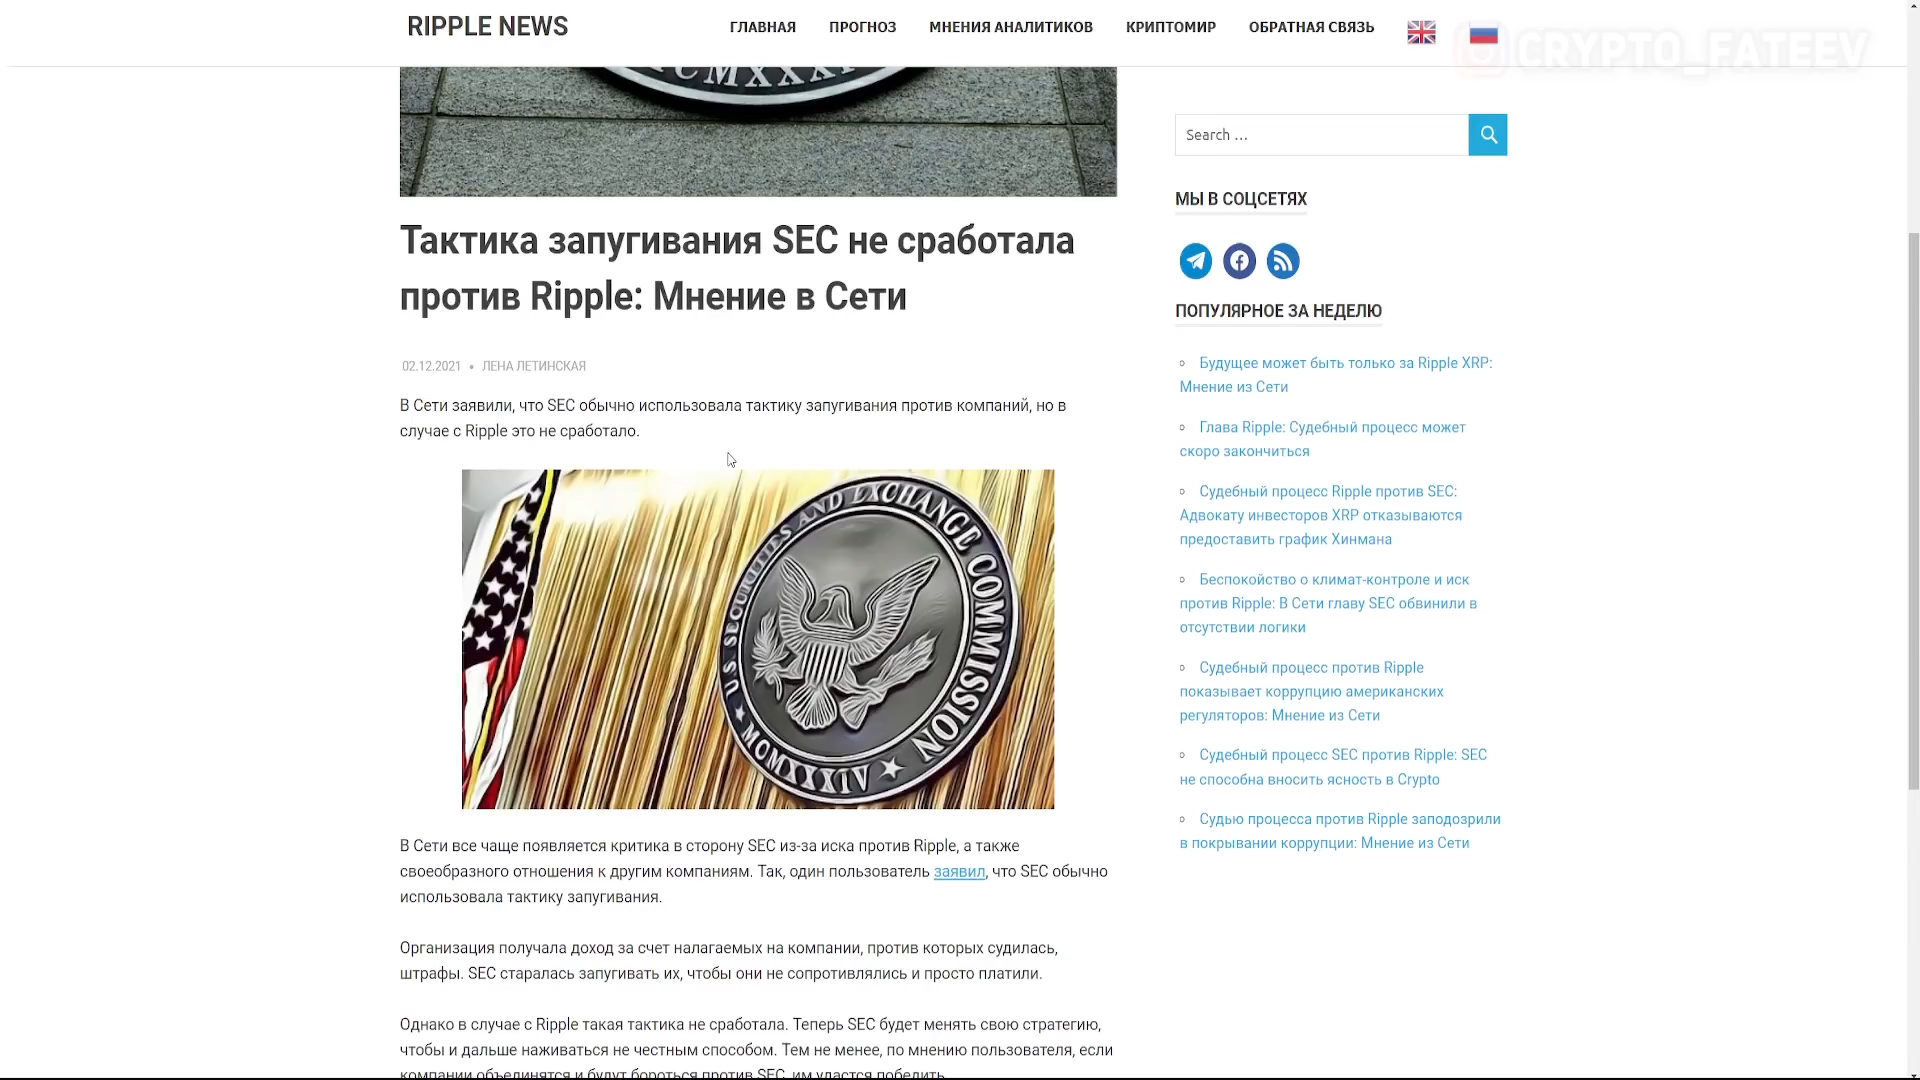 RIPPLE NEWS
ГЛАВНАЯ ПРОГНОЗ МНЕНИЯ АНАЛИТИКОВ КРИПТОМИР ОБРАТНАЯ СВЯЗЬ
CRYPTO_FATEEV
MCMXXXIV
Тактика запугивания SEC не сработала
против Ripple: Мнение в Сети
02.12.2021 • ЛЕНА ЛЕТИНСКАЯ
В Сети заявили, что SEC обычно использовала тактику запугивания против компаний, но в
случае с Ripple это не сработало.
U.S. SECURITIES AND EXCHANGE COMMISSION
MCMXXXIV
В Сети все чаще появляется критика в сторону SEC из-за иска против Ripple, а также
своеобразного отношения к другим компаниям. Так, один пользователь заявил, что SEC обычно
использовала тактику запугивания.
Организация получала доход за счет налагаемых на компании, против которых судилась,
штрафы. SEC старалась запугивать их, чтобы они не сопротивлялись и просто платили.
Однако в случае с Ripple такая тактика не сработала. Теперь SEC будет менять свою стратегию,
чтобы и дальше наживаться не честным способом. Тем не менее, по мнению пользователя, если
компании объединятся и будут бороться против SEC, им удастся победить.
Search …
МЫ В СОЦСЕТЯХ
ПОПУЛЯРНОЕ ЗА НЕДЕЛЮ
Будущее может быть только за Ripple XRP:
Мнение из Сети
Глава Ripple: Судебный процесс может
скоро закончиться
Судебный процесс Ripple против SEC:
Адвокату инвесторов XRP отказываются
предоставить график Хинмана
Беспокойство о климат-контроле и иск
против Ripple: В Сети главу SEC обвинили в
отсутствии логики
Судебный процесс против Ripple
показывает коррупцию американских
регуляторов: Мнение из Сети
Судебный процесс SEC против Ripple: SEC
не способна вносить ясность в Crypto
Судью процесса против Ripple заподозрили
в покрывании коррупции: Мнение из Сети